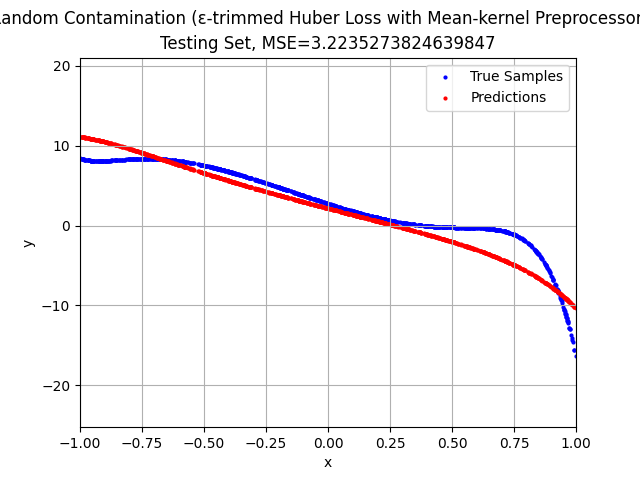 andom Contamination (ε-trimmed Huber Loss with Mean-kernel Preprocessor
Testing Set, MSE=3.2235273824639847
True Samples
Predictions
20
10
0
−10
−20
y
−1.00 −0.75 −0.50 −0.25 0.00 0.25 0.50 0.75 1.00
x